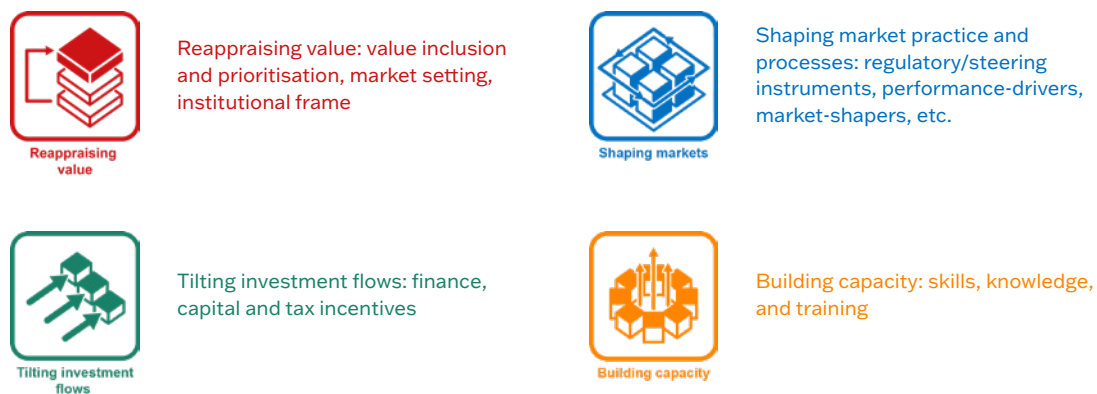 Reappraising
value
Reappraising value: value inclusion
and prioritisation, market setting,
institutional frame
Shaping markets
Shaping market practice and
processes: regulatory/steering
instruments, performance-drivers,
market-shapers, etc.
Tilting investment
flows
Tilting investment flows: finance,
capital and tax incentives
Building capacity
Building capacity: skills, knowledge,
and training